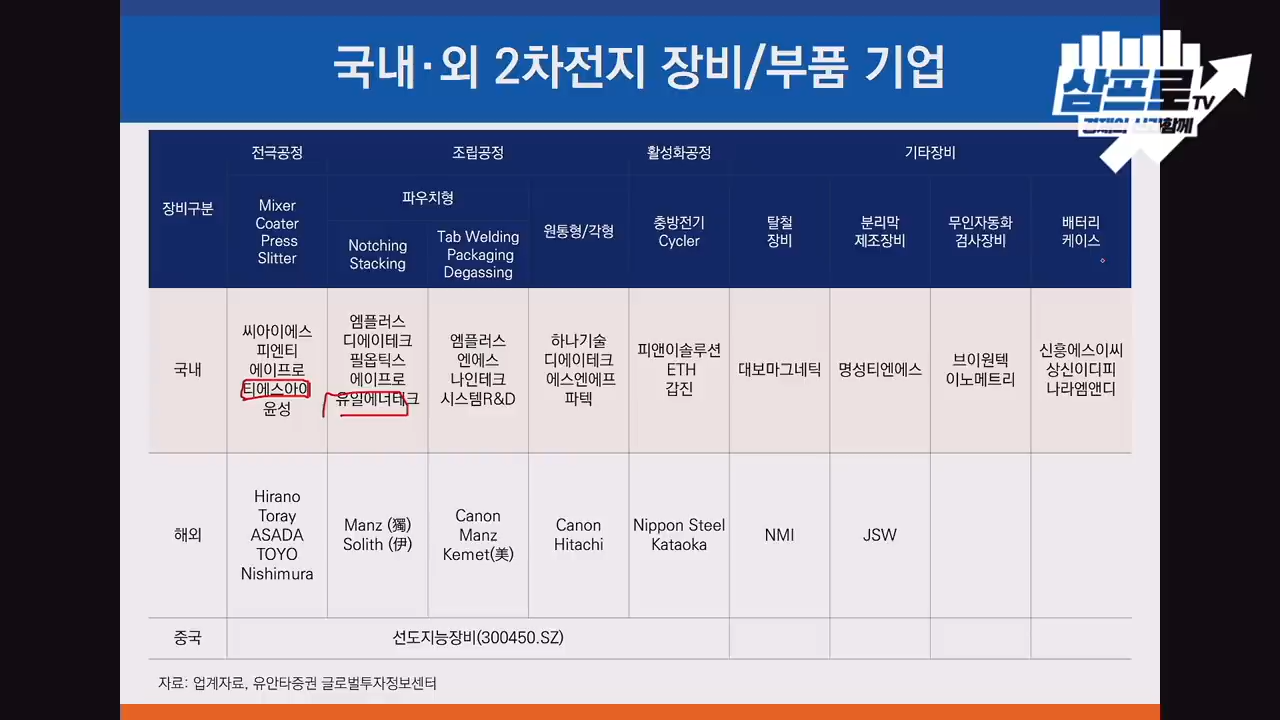 국내·외 2차전지 장비/부품 기업
삼프로TV
경제의 신과함께
장비구분
전극공정
조립공정
활성화공정
기타장비
Mixer
Coater
Press
Slitter
파우치형
Notching
Stacking
Tab Welding
Packaging
Degassing
원통형/각형
충방전기
Cycler
탈철
장비
분리막
제조장비
무인자동화
검사장비
배터리
케이스
국내
씨아이에스
피엔티
에이프로
티에스아이
윤성
엠플러스
디에이테크
필옵틱스
에이프로
유일에너테크
엠플러스
엔에스
나인테크
시스템R&D
하나기술
디에이테크
에스엔에프
파텍
피앤이솔루션
ETH
갑진
대보마그네틱
명성티엔에스
브이원텍
이노메트리
신흥에스이씨
상신이디피
나라엠앤디
해외
Hirano
Toray
ASADA
TOYO
Nishimura
Manz (獨)
Solith (伊)
Canon
Manz
Kemet(美)
Canon
Hitachi
Nippon Steel
Kataoka
NMI
JSW
중국
선도지능장비(300450.SZ)
자료: 업계자료, 유안타증권 글로벌투자정보센터